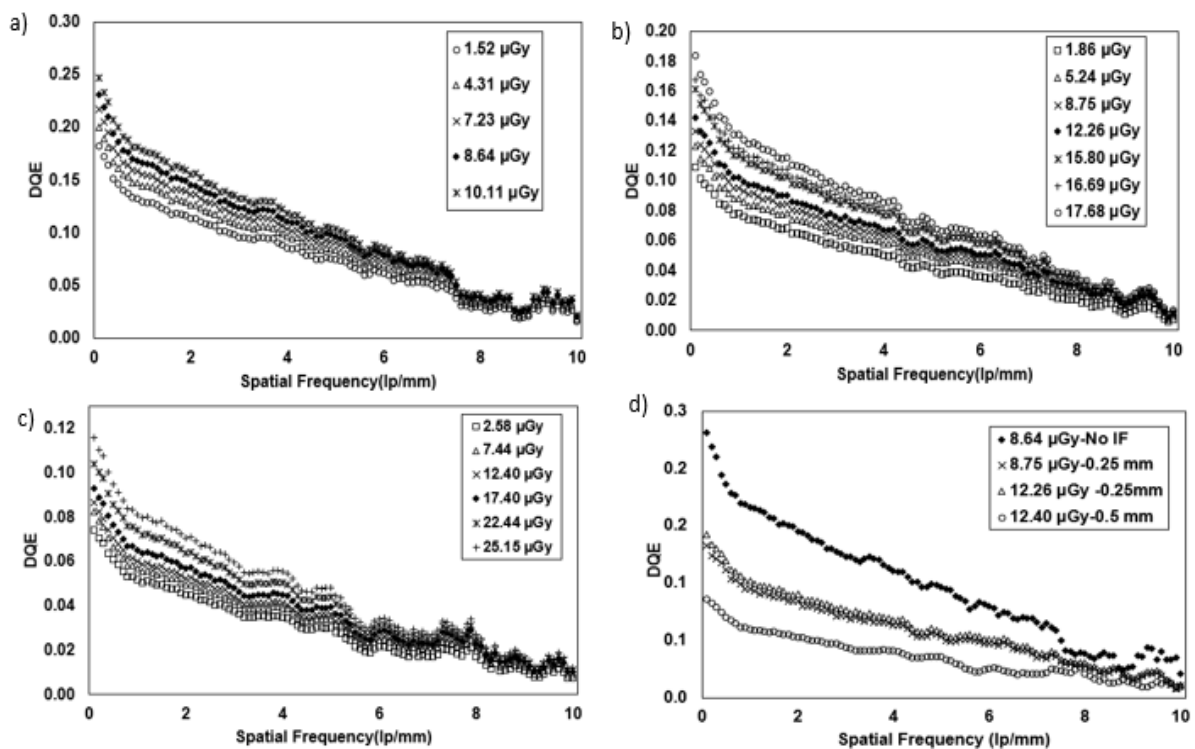 a)
0.30
0.25
0.20
0.15
0.10
0.05
0.00
DQE
1.52 µGy
4.31 µGy
7.23 µGy
8.64 µGy
10.11 µGy
0 2 4 6 8 10
Spatial Frequency(lp/mm)
b)
0.20
0.18
0.16
0.14
0.12
0.10
0.08
0.06
0.04
0.02
0.00
DQE
1.86 µGy
5.24 µGy
8.75 µGy
12.26 µGy
15.80 µGy
16.69 µGy
17.68 µGy
0 2 4 6 8 10
Spatial Frequency(lp/mm)
c)
0.12
0.10
0.08
0.06
0.04
0.02
0.00
DQE
2.58 µGy
7.44 µGy
12.40 µGy
17.40 µGy
22.44 µGy
25.15 µGy
0 2 4 6 8 10
Spatial Frequency(lp/mm)
d)
0.3
0.2
0.2
0.1
0.1
0.0
DQE
8.64 µGy-No IF
8.75 µGy-0.25 mm
12.26 µGy -0.25mm
12.40 µGy-0.5 mm
0 2 4 6 8 10
Spatial Frequency (lp/mm)